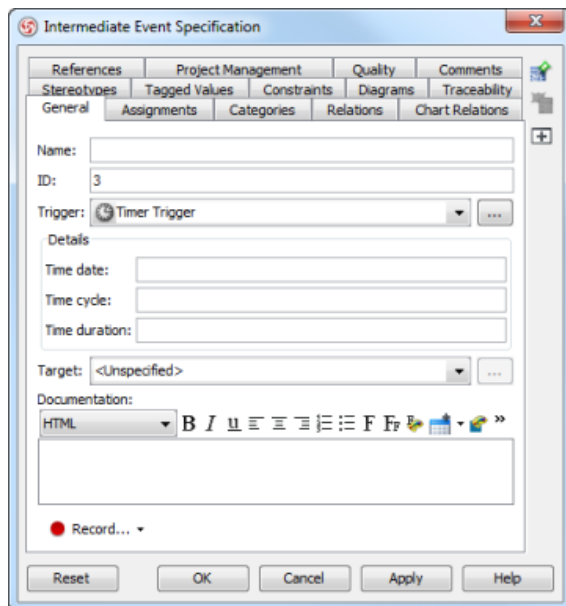 Intermediate Event Specification
References Project Management Quality Comments
Stereotypes Tagged Values Constraints Diagrams Traceability
General Assignments Categories Relations Chart Relations
Name:
ID: 3
Trigger: Timer Trigger ...
Details
Time date:
Time cycle:
Time duration:
Target: <Unspecified> ...
Documentation:
HTML B I u F FF »
Record...
Reset OK Cancel Apply Help